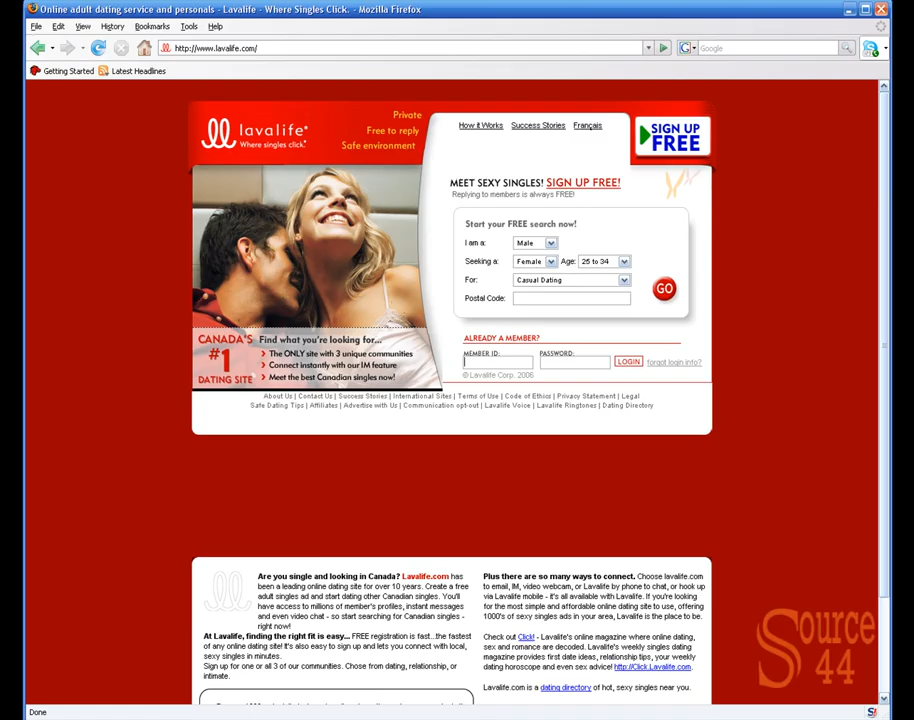 Online adult dating service and personals - Lavalife - Where Singles Click. - Mozilla Firefox
File Edit View History Bookmarks Tools Help
http://www.lavalife.com/
Google
Getting Started Latest Headlines
lavalife
Where singles click.
Private
Free to reply
Safe environment
How it Works Success Stories Français
SIGN UP
FREE
MEET SEXY SINGLES! SIGN UP FREE!
Replying to members is always FREE!
Start your FREE search now!
I am a: Male
Seeking a: Female Age: 25 to 34
For: Casual Dating
Postal Code:
GO
ALREADY A MEMBER?
MEMBER ID: PASSWORD:
LOGIN forgot login info?
© Lavalife Corp. 2006
CANADA'S
#1
DATING SITE
Find what you're looking for...
The ONLY site with 3 unique communities
Connect instantly with our IM feature
Meet the best Canadian singles now!
About Us | Contact Us | Success Stories | International Sites | Terms of Use | Code of Ethics | Privacy Statement | Legal
Safe Dating Tips | Affiliates | Advertise with Us | Communication opt-out | Lavalife Voice | Lavalife Ringtones | Dating Directory
Are you single and looking in Canada? Lavalife.com has
been a leading online dating site for over 10 years. Create a free
adult singles ad and start dating other Canadian singles. You'll
have access to millions of member's profiles, instant messages
and even video chat - so start searching for Canadian singles -
right now!
At Lavalife, finding the right fit is easy... FREE registration is fast...the fastest
of any online dating site! It's also easy to sign up and lets you connect with local,
sexy singles in minutes.
Sign up for one or all 3 of our communities. Chose from dating, relationship, or
intimate.
Plus there are so many ways to connect. Choose lavalife.com
to email, IM, video webcam, or Lavalife by phone to chat, or hook up
via Lavalife mobile - it's all available with Lavalife. If you're looking
for the most simple and affordable online dating site to use, offering
1000's of sexy singles ads in your area, Lavalife is the place to be.
Check out Click! - Lavalife's online magazine where online dating,
sex and romance are decoded. Lavalife's weekly singles dating
magazine provides first date ideas, relationship tips, your weekly
dating horoscope and even sex advice! http://Click.Lavalife.com.
Lavalife.com is a dating directory of hot, sexy singles near you.
Source
44
Done